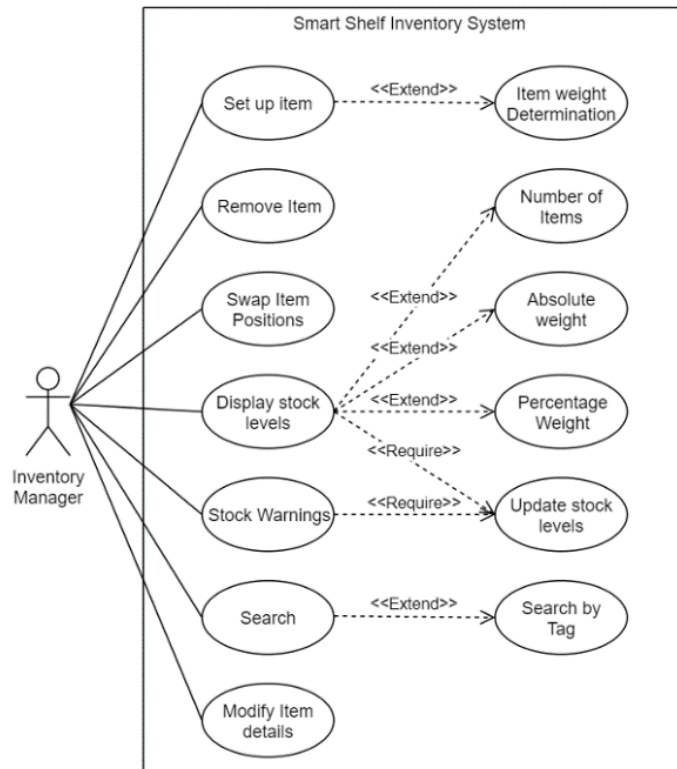 Smart Shelf Inventory System
Set up item
<<Extend>>
Item weight
Determination
Remove Item
Number of
Items
Swap Item
Positions
<<Extend>>
Absolute
weight
<<Extend>>
Inventory
Manager
Display stock
levels
<<Extend>>
Percentage
Weight
<<Require>>
Stock Warnings
<<Require>>
Update stock
levels
Search
<<Extend>>
Search by
Tag
Modify Item
details